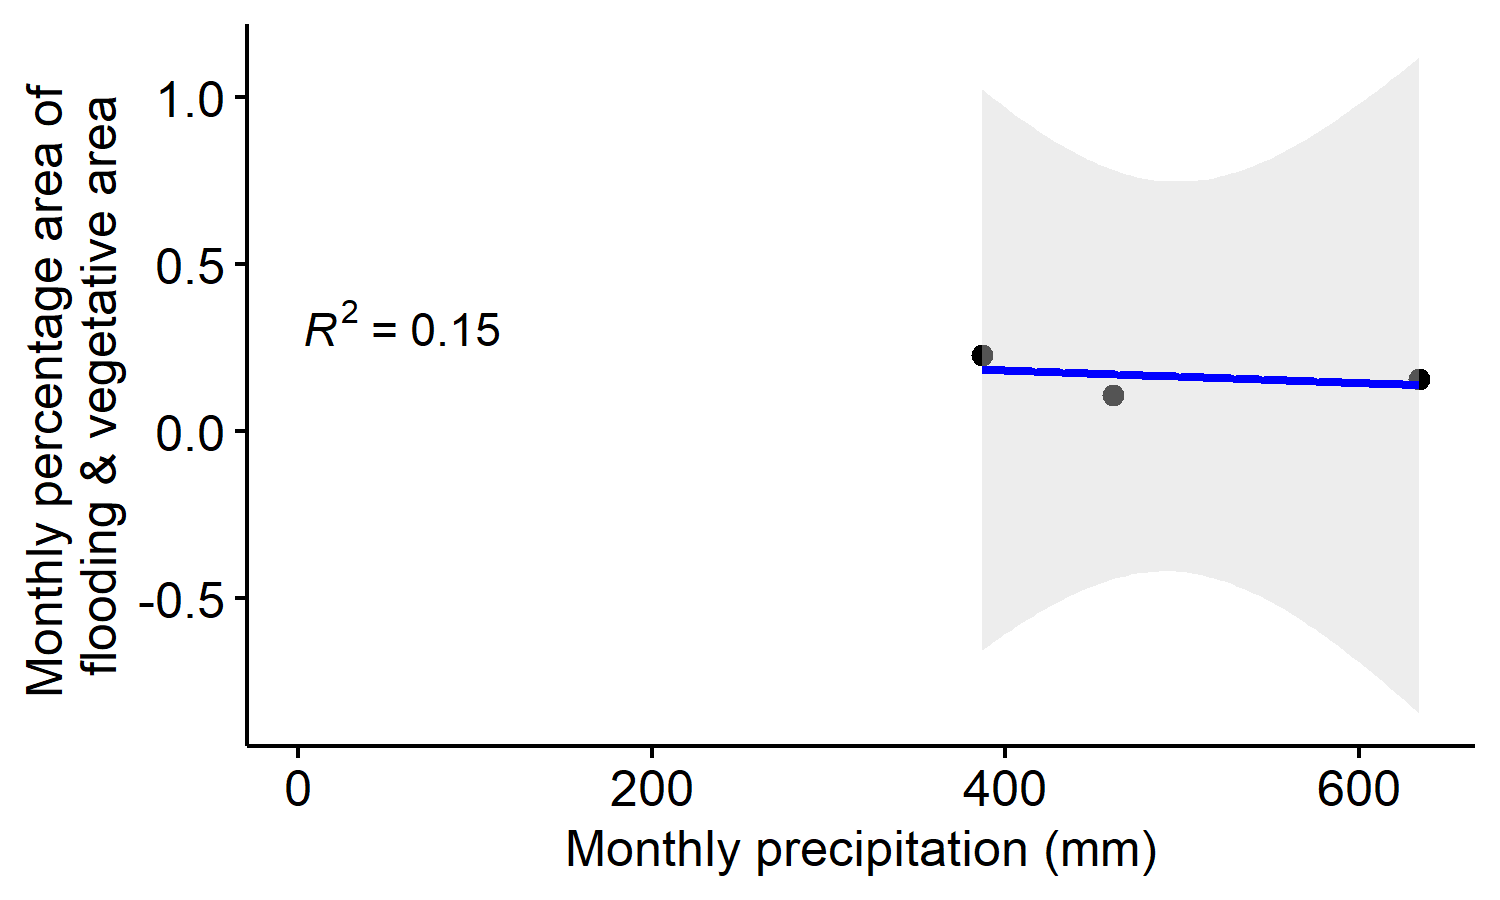 Monthly percentage area of
flooding & vegetative area
1.0
0.5
0.0
-0.5
R² = 0.15
0 200 400 600
Monthly precipitation (mm)